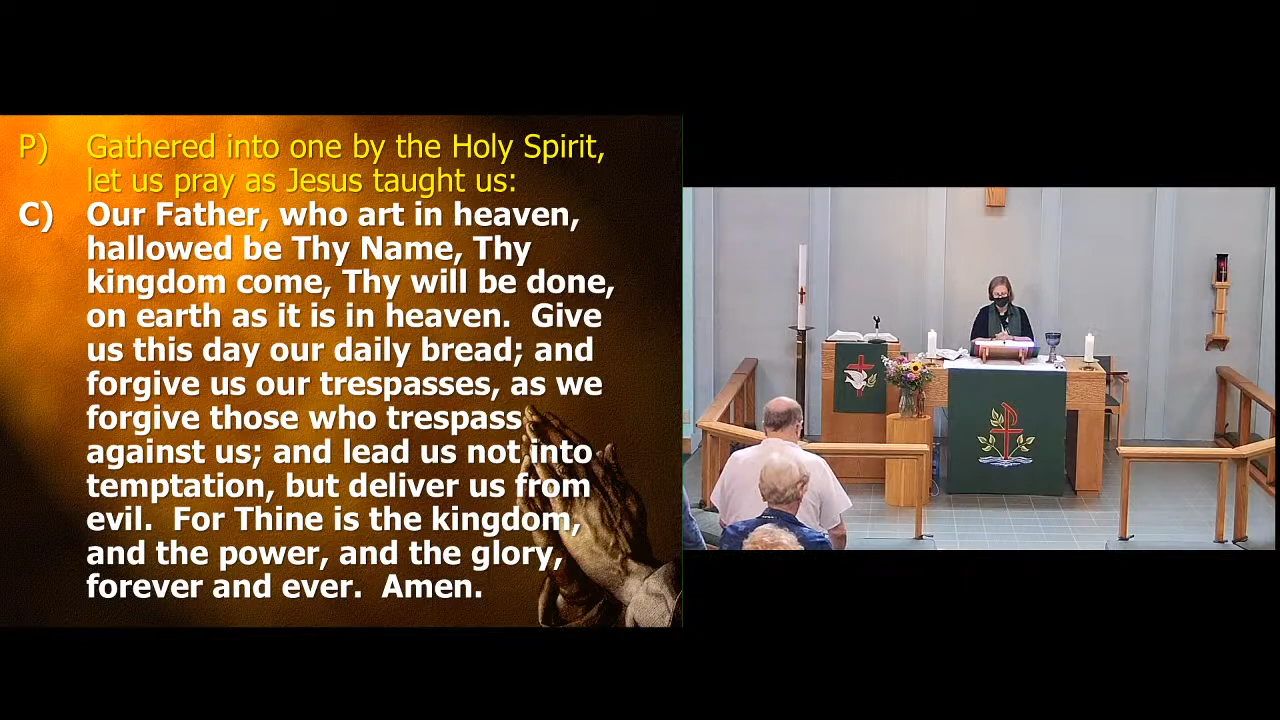 P) Gathered into one by the Holy Spirit,
let us pray as Jesus taught us:
C) Our Father, who art in heaven,
hallowed be Thy Name, Thy
kingdom come, Thy will be done,
on earth as it is in heaven.  Give
us this day our daily bread; and
forgive us our trespasses, as we
forgive those who trespass
against us; and lead us not into
temptation, but deliver us from
evil.  For Thine is the kingdom,
and the power, and the glory,
forever and ever.  Amen.